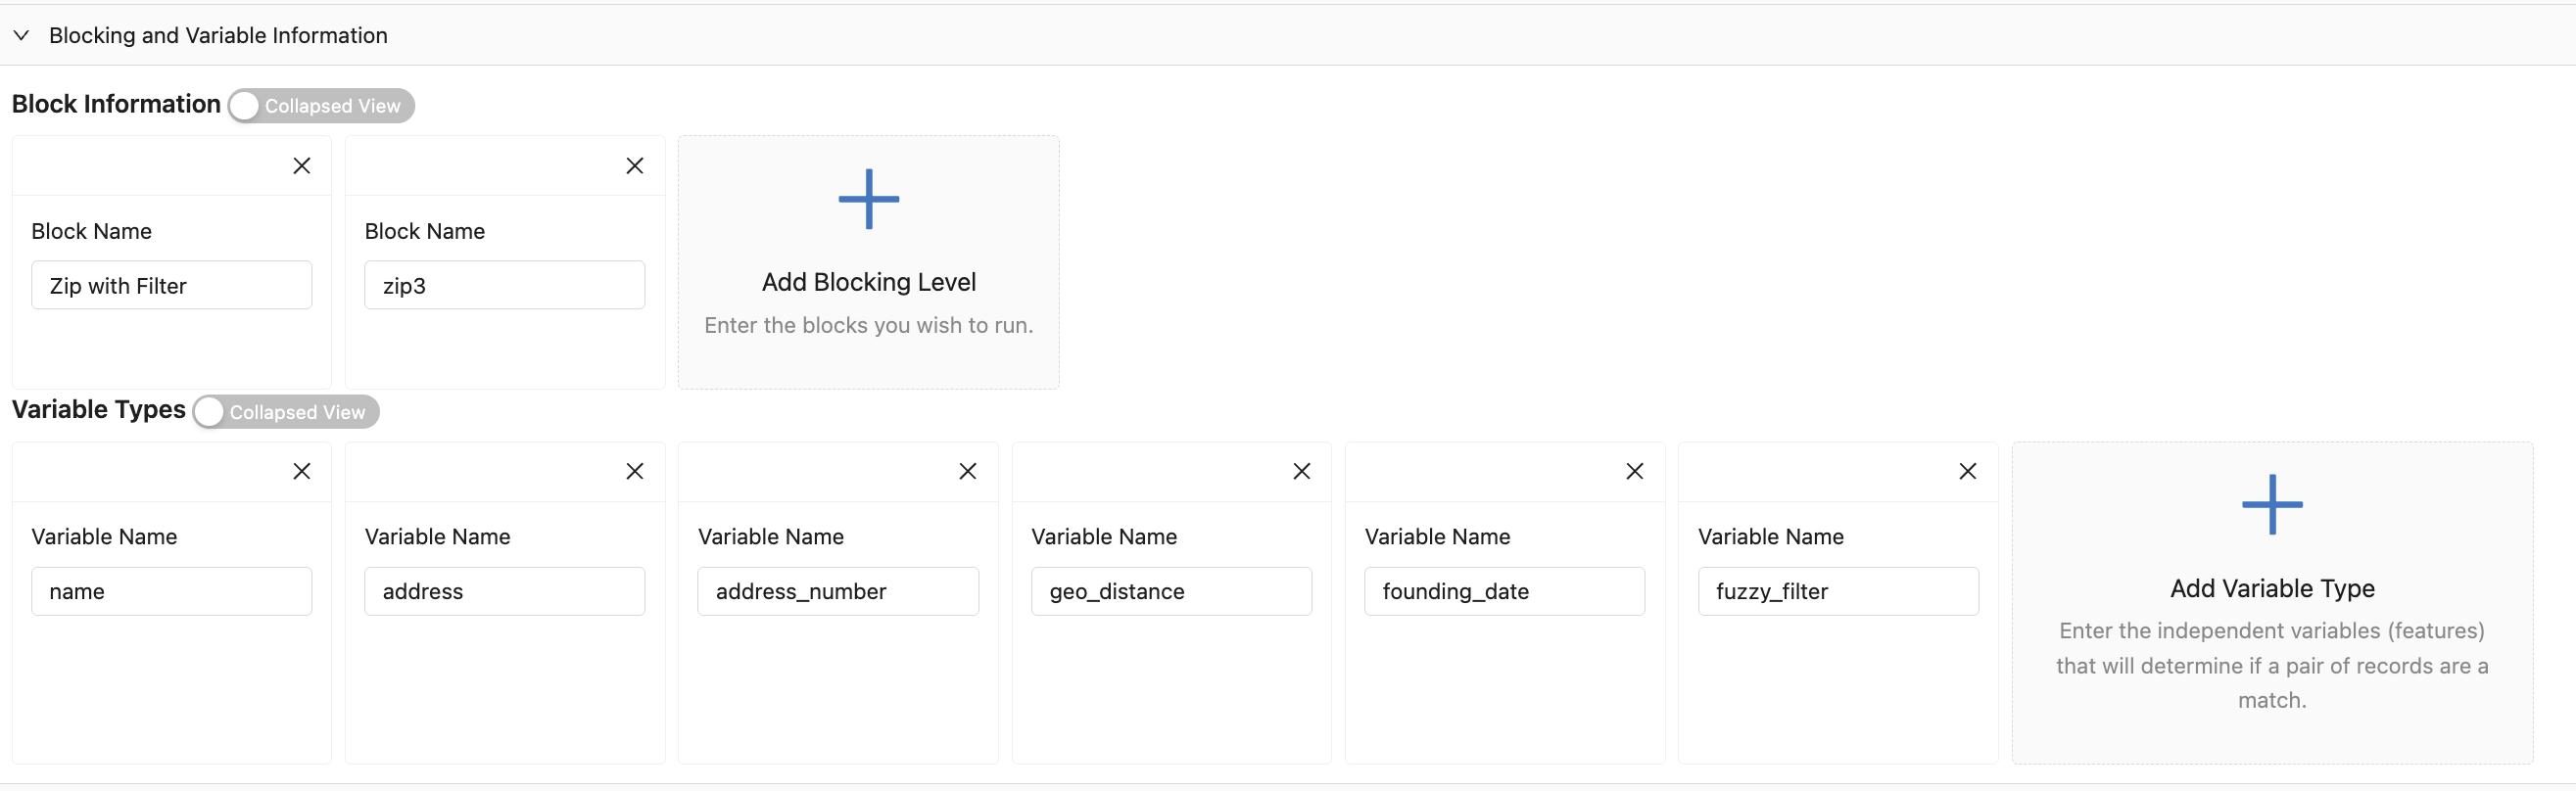 Blocking and Variable Information
Block Information
Collapsed View
Block Name
Zip with Filter
Block Name
zip3
Add Blocking Level
Enter the blocks you wish to run.
Variable Types
Collapsed View
Variable Name
name
Variable Name
address
Variable Name
address_number
Variable Name
geo_distance
Variable Name
founding_date
Variable Name
fuzzy_filter
Add Variable Type
Enter the independent variables (features)
that will determine if a pair of records are a
match.